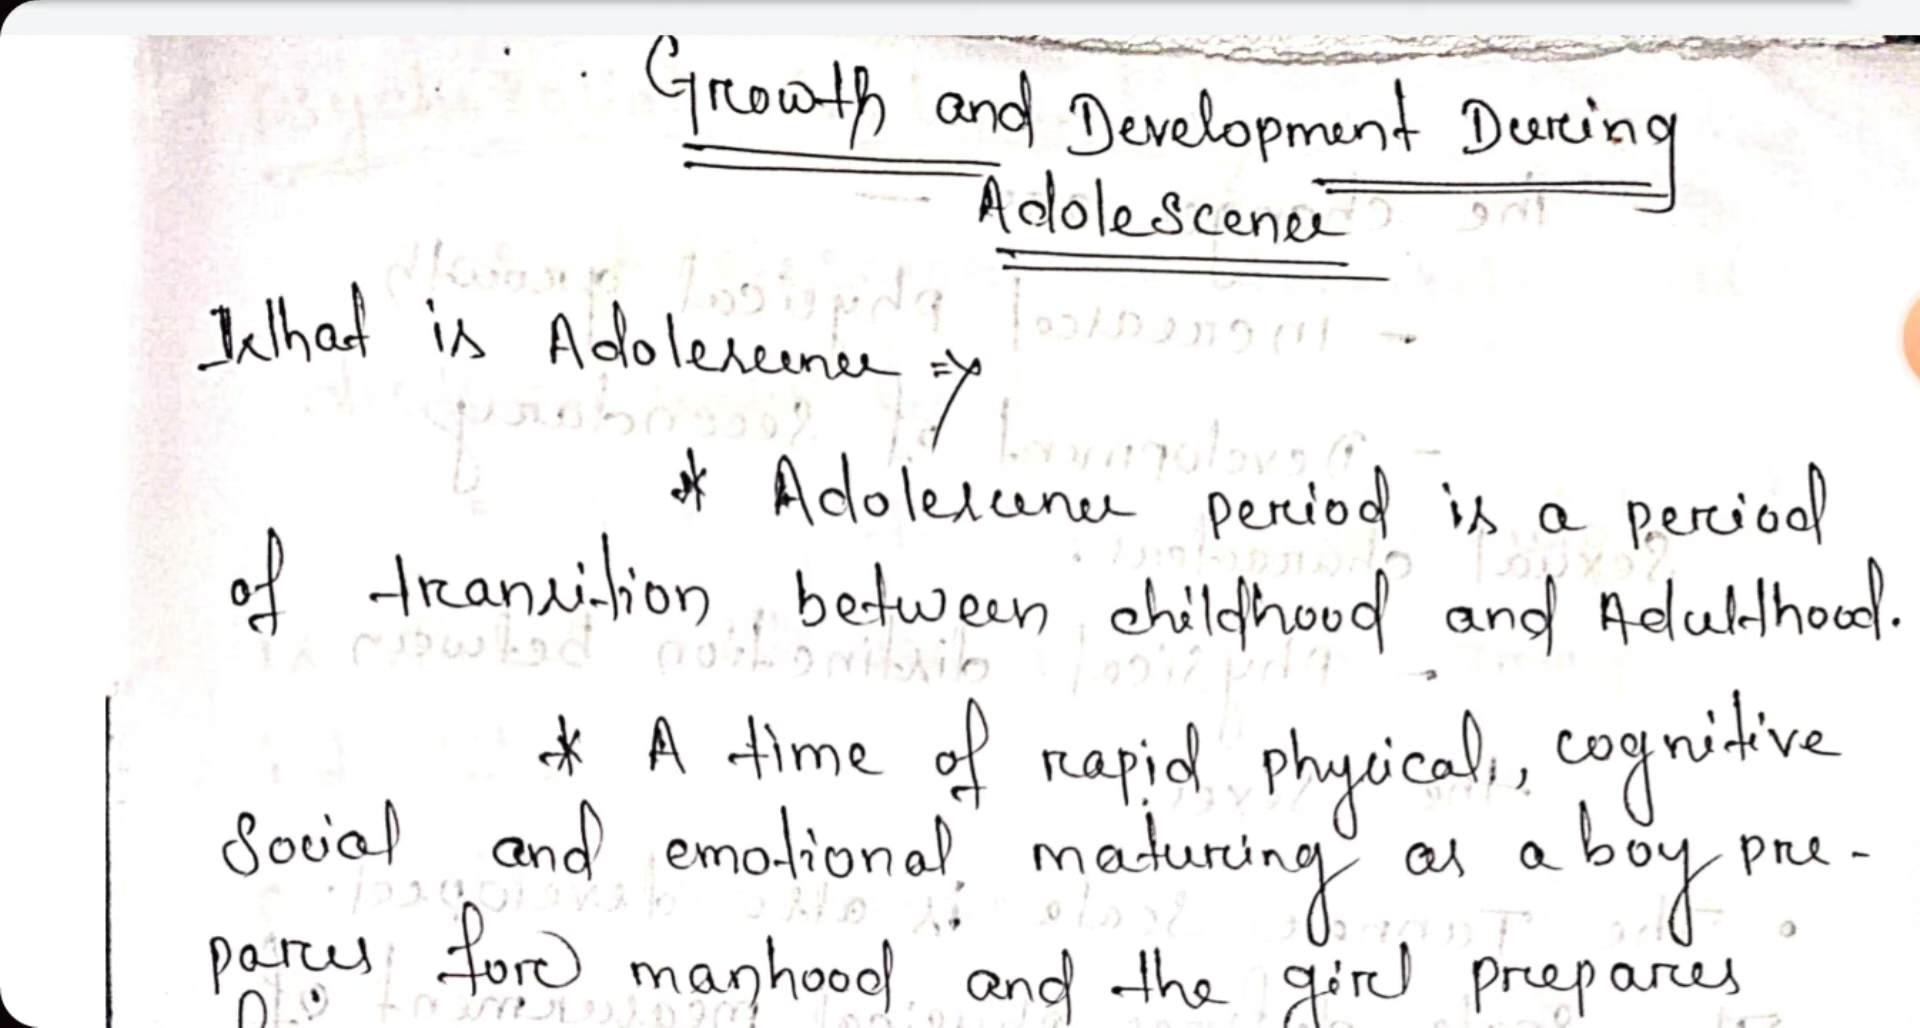 Growth and Development During
Adolescence
What is Adolescence =>
* Adolescence period is a period
of transition between childhood and Adulthood.
* A time of rapid physical, cognitive
Social and emotional maturing as a boy pre-
pares for manhood and the girl prepares